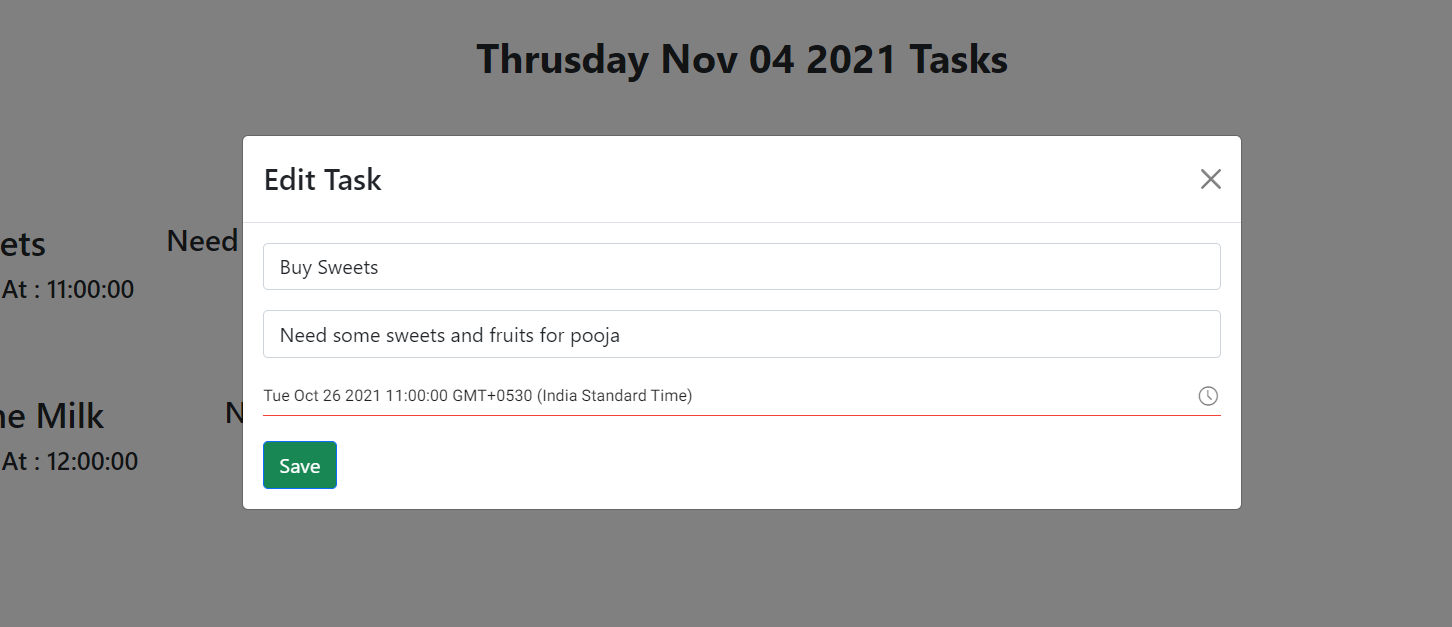 Thrusday Nov 04 2021 Tasks
Edit Task
Buy Sweets
Need some sweets and fruits for pooja
Tue Oct 26 2021 11:00:00 GMT+0530 (India Standard Time)
Save
ets
Need
At : 11:00:00
ne Milk
N
At : 12:00:00